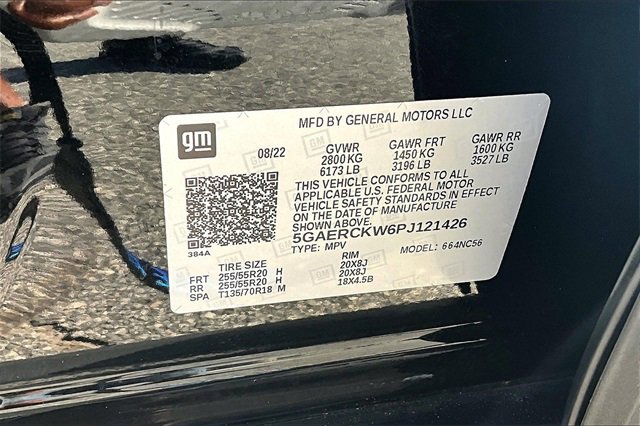 MFD BY GENERAL MOTORS LLC
gm
08/22 GVWR GAWR FRT GAWR RR
2800 KG 1450 KG 1600 KG
6173 LB 3196 LB 3527 LB
THIS VEHICLE CONFORMS TO ALL
APPLICABLE U.S. FEDERAL MOTOR
VEHICLE SAFETY STANDARDS IN EFFECT
ON THE DATE OF MANUFACTURE
SHOWN ABOVE.
5GAERCKW6PJ121426
384A TYPE: MPV MODEL: 664NC56
TIRE SIZE RIM
FRT 255/55R20 H 20X8J
RR 255/55R20 H 20X8J
SPA T135/70R18 M 18X4.5B